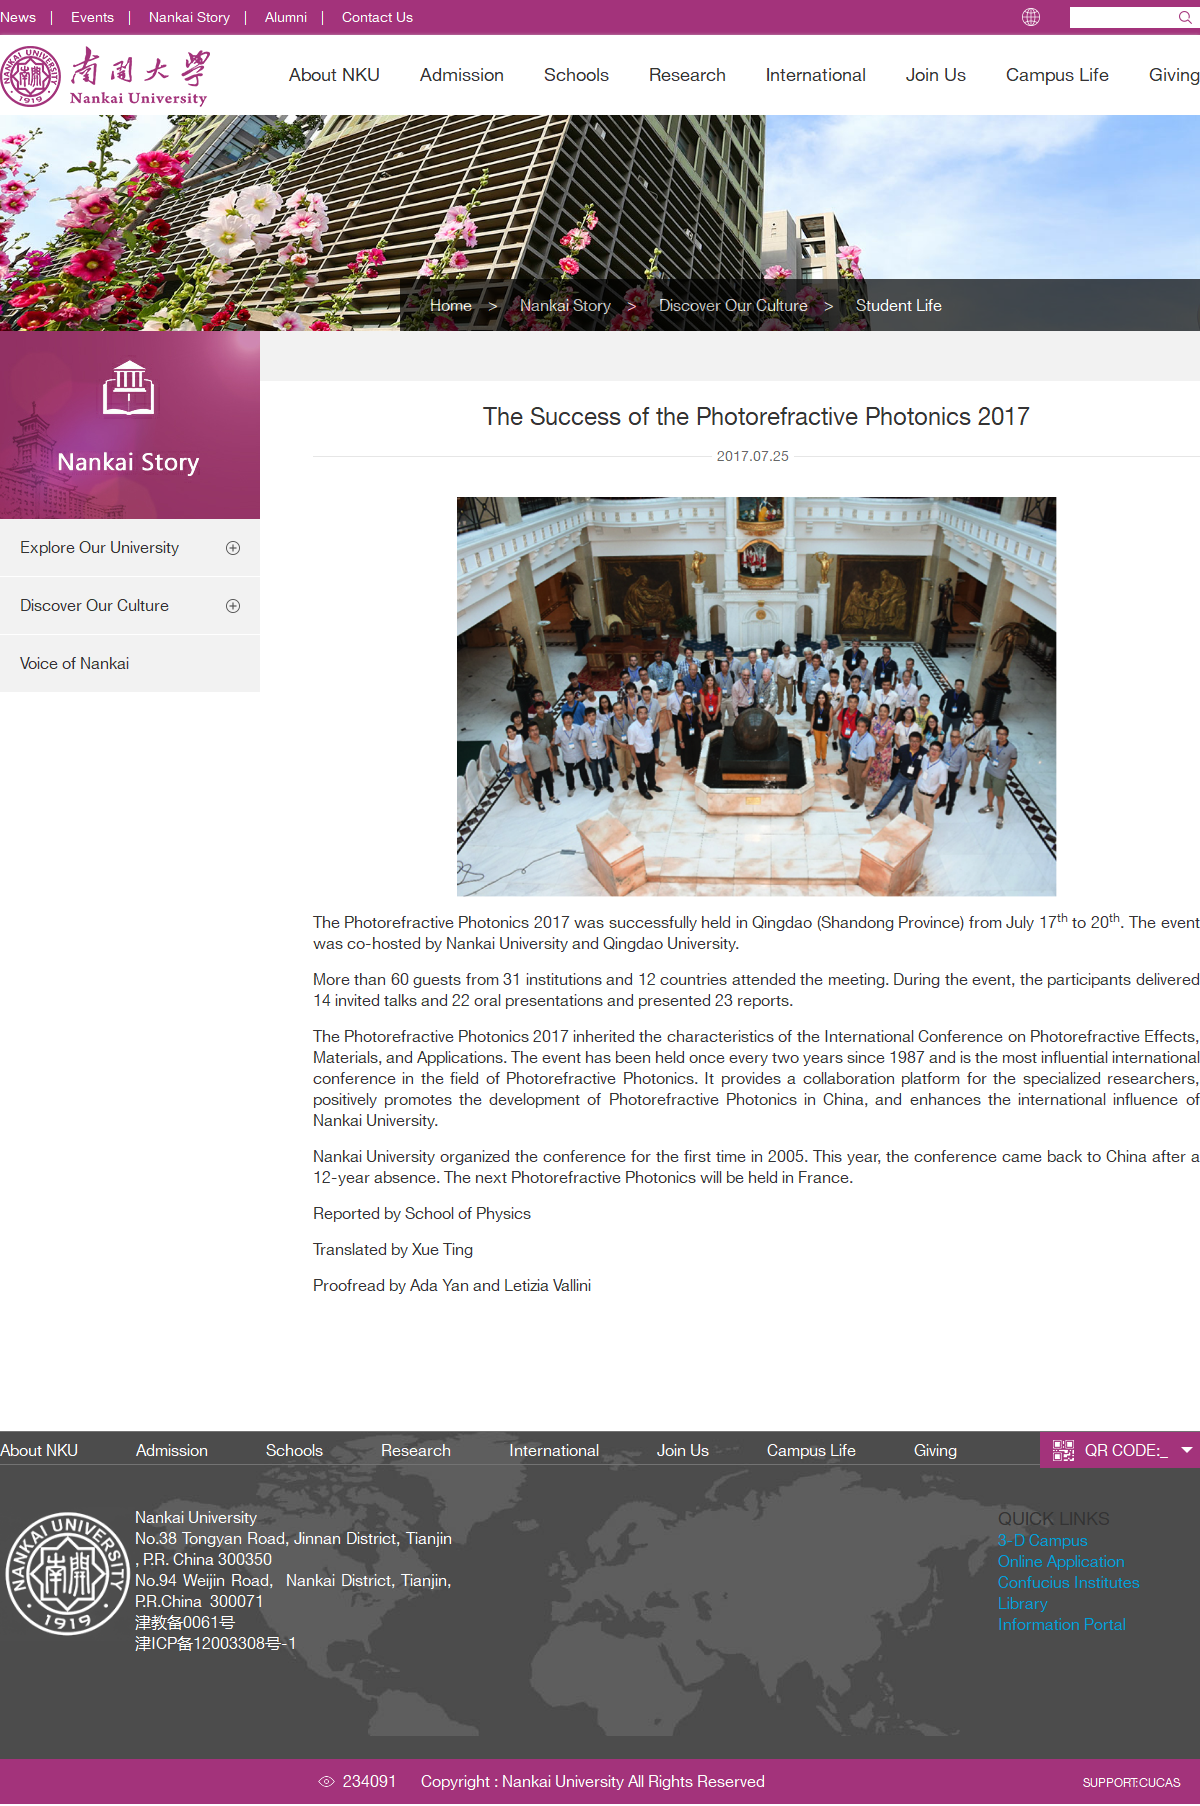 News | Events | Nankai Story | Alumni | Contact Us
NANKAI UNIVERSITY
1919
南開大學
Nankai University
About NKU Admission Schools Research International Join Us Campus Life Giving
Home > Nankai Story > Discover Our Culture > Student Life
Nankai Story
Explore Our University
Discover Our Culture
Voice of Nankai
The Success of the Photorefractive Photonics 2017
2017.07.25
The Photorefractive Photonics 2017 was successfully held in Qingdao (Shandong Province) from July 17th to 20th. The event
was co-hosted by Nankai University and Qingdao University.
More than 60 guests from 31 institutions and 12 countries attended the meeting. During the event, the participants delivered
14 invited talks and 22 oral presentations and presented 23 reports.
The Photorefractive Photonics 2017 inherited the characteristics of the International Conference on Photorefractive Effects,
Materials, and Applications. The event has been held once every two years since 1987 and is the most influential international
conference in the field of Photorefractive Photonics. It provides a collaboration platform for the specialized researchers,
positively promotes the development of Photorefractive Photonics in China, and enhances the international influence of
Nankai University.
Nankai University organized the conference for the first time in 2005. This year, the conference came back to China after a
12-year absence. The next Photorefractive Photonics will be held in France.
Reported by School of Physics
Translated by Xue Ting
Proofread by Ada Yan and Letizia Vallini
About NKU Admission Schools Research International Join Us Campus Life Giving QR CODE:_
NANKAI UNIVERSITY
南開
1919
Nankai University
No.38 Tongyan Road, Jinnan District, Tianjin
, P.R. China 300350
No.94 Weijin Road, Nankai District, Tianjin,
P.R.China 300071
津教备0061号
津ICP备12003308号-1
QUICK LINKS
3-D Campus
Online Application
Confucius Institutes
Library
Information Portal
234091 Copyright : Nankai University All Rights Reserved
SUPPORT:CUCAS